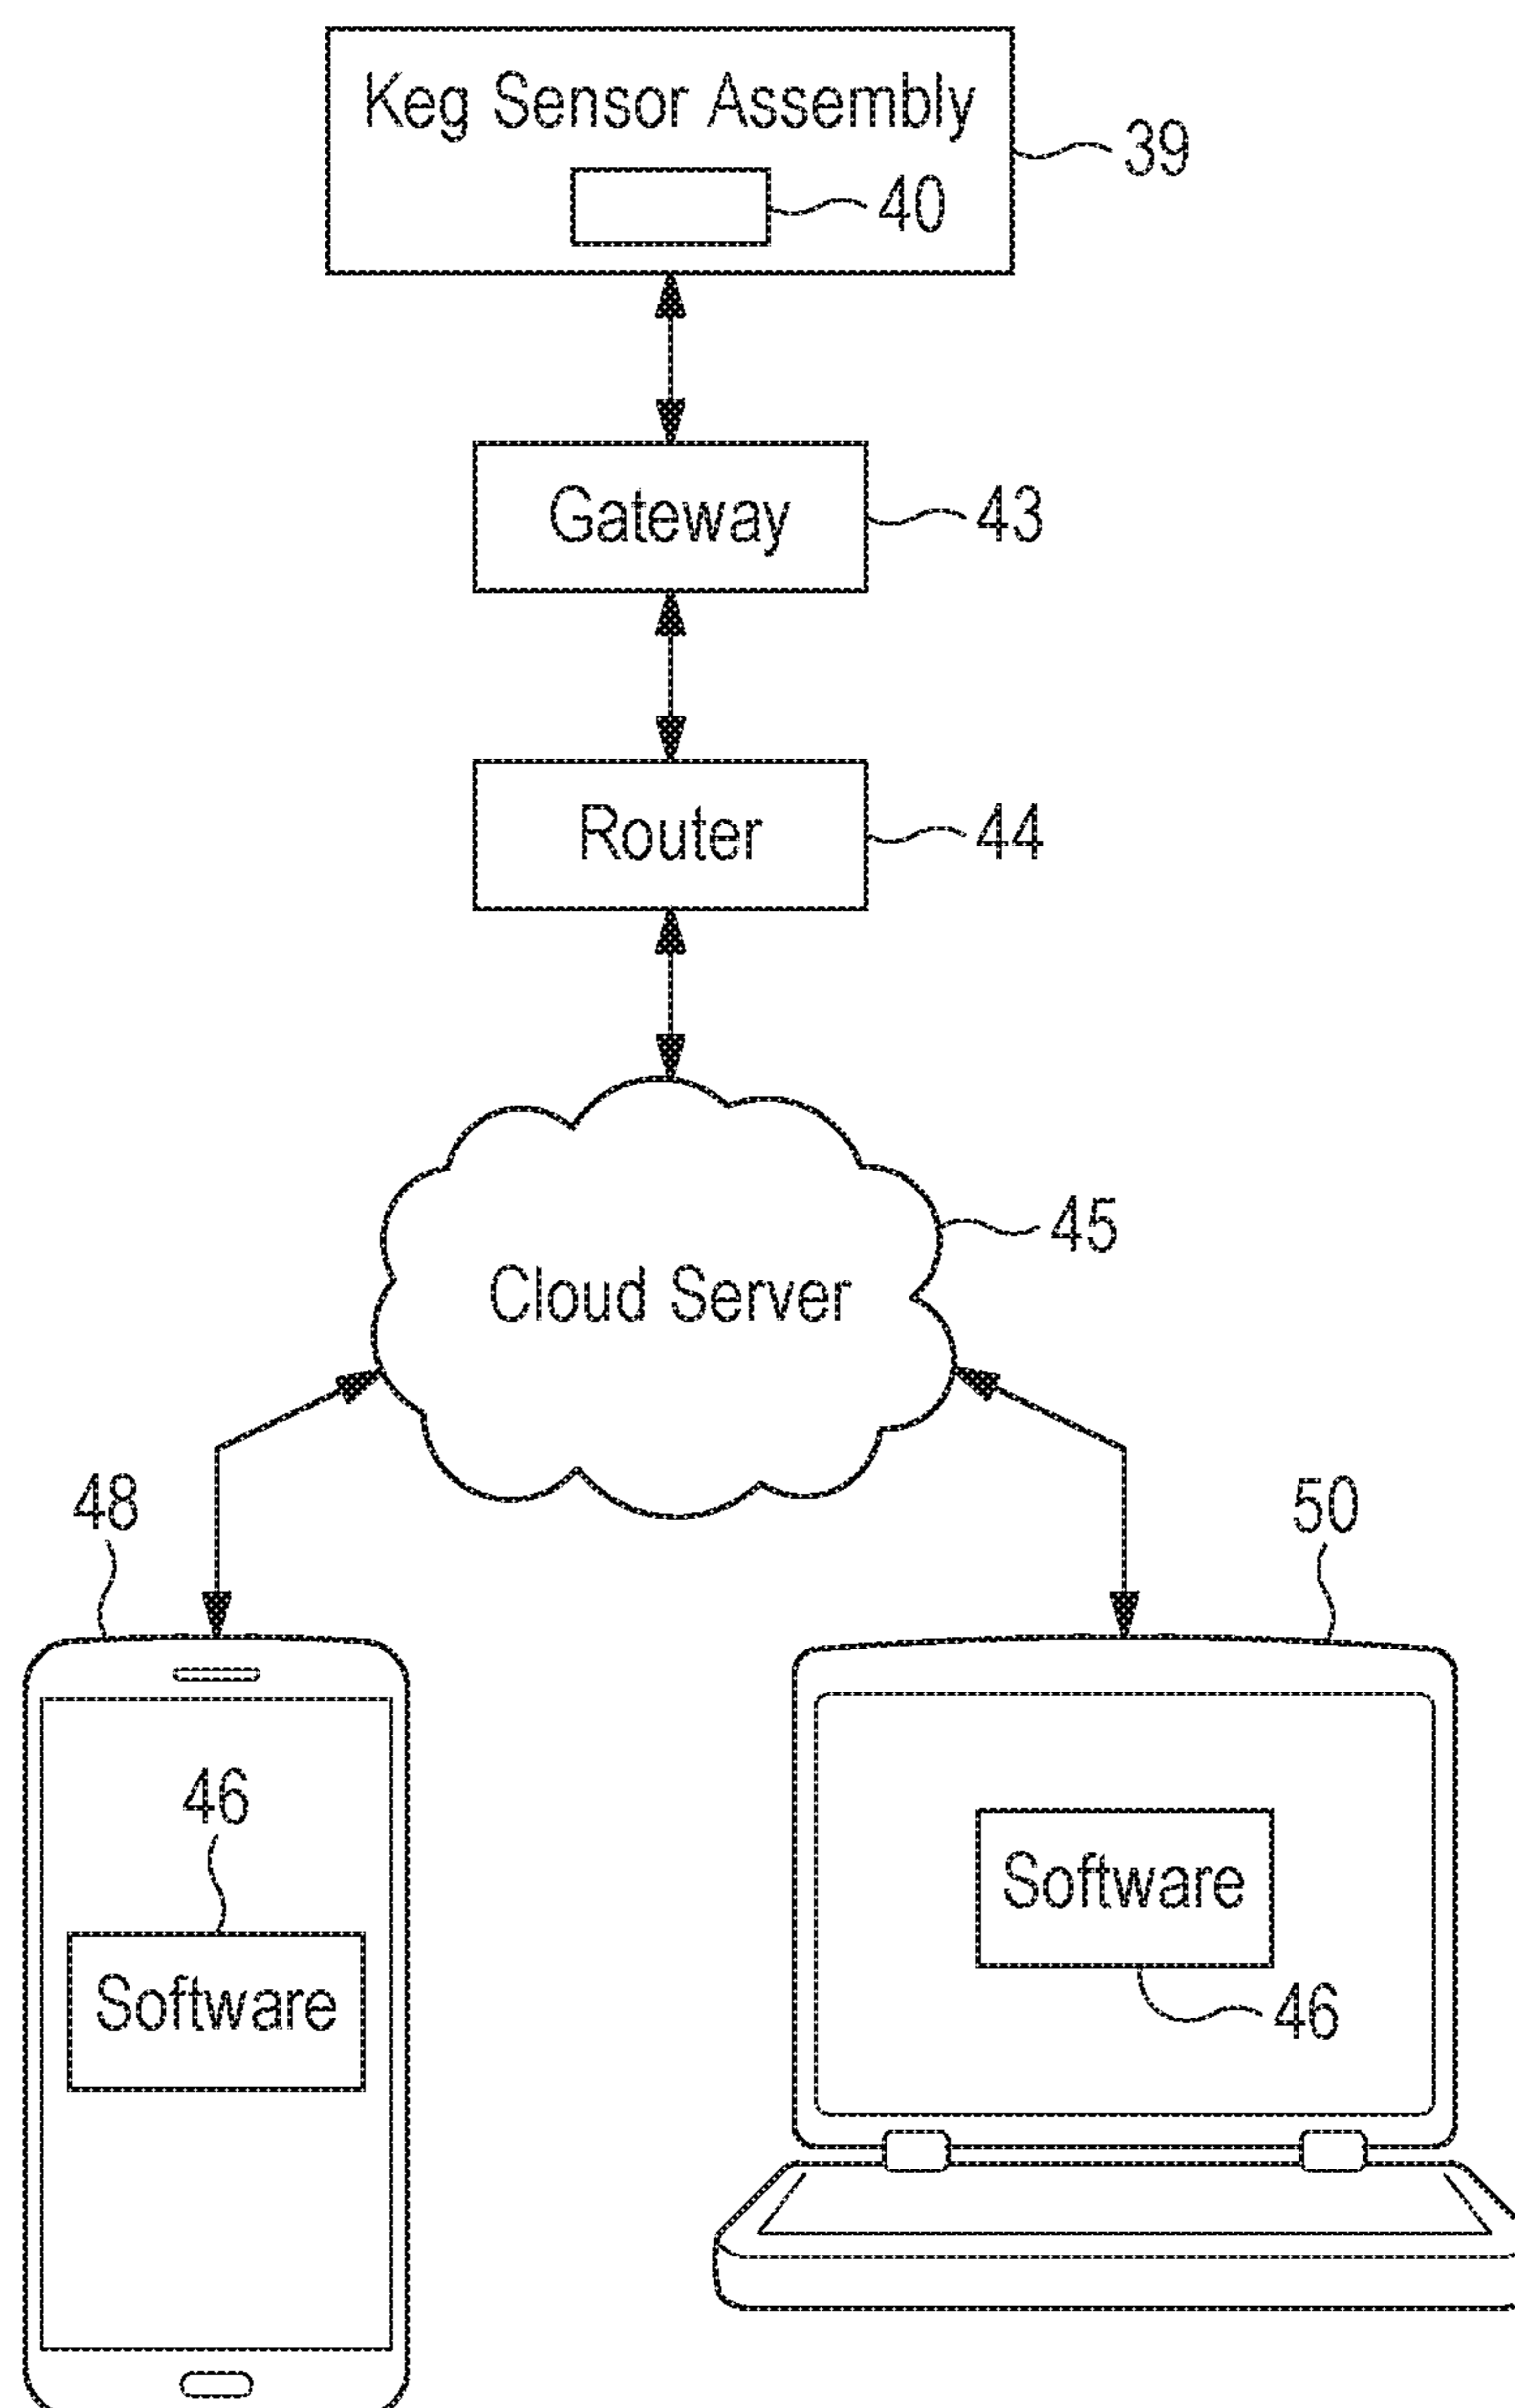 Keg Sensor Assembly
39
40
Gateway
43
Router
44
45
Cloud Server
48
50
46
Software
Software
46